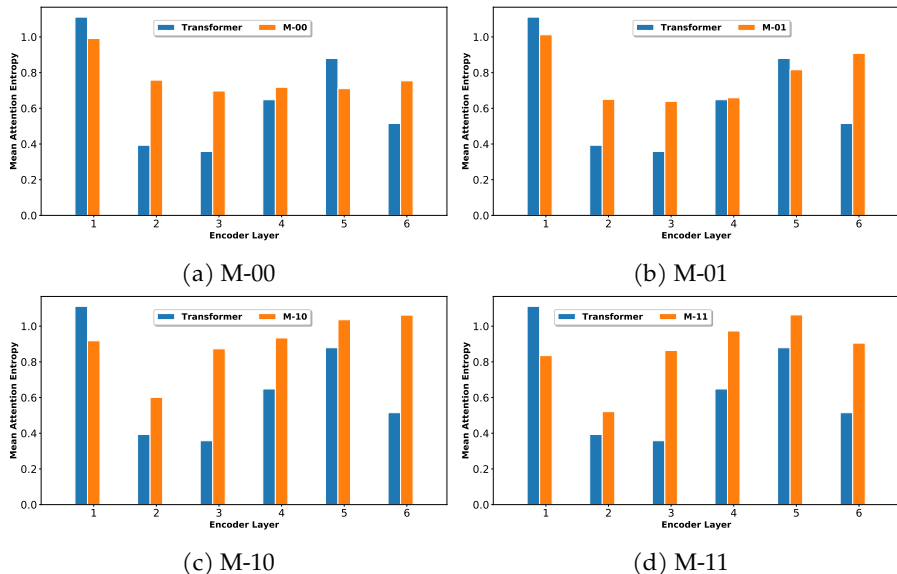 Transformer M-00
Mean Attention Entropy
1.0
0.8
0.6
0.4
0.2
0.0
1 2 3 4 5 6
Encoder Layer
(a) M-00
Transformer M-01
Mean Attention Entropy
1.0
0.8
0.6
0.4
0.2
0.0
1 2 3 4 5 6
Encoder Layer
(b) M-01
Transformer M-10
Mean Attention Entropy
1.0
0.8
0.6
0.4
0.2
0.0
1 2 3 4 5 6
Encoder Layer
(c) M-10
Transformer M-11
Mean Attention Entropy
1.0
0.8
0.6
0.4
0.2
0.0
1 2 3 4 5 6
Encoder Layer
(d) M-11